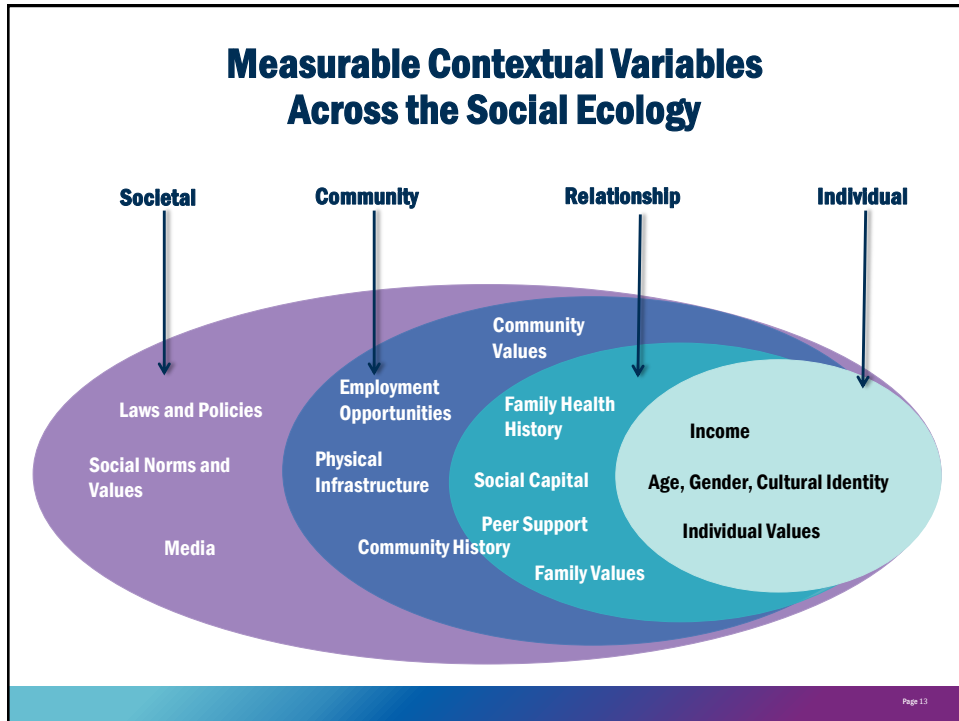 Measurable Contextual Variables
Across the Social Ecology
Societal
Community
Relationship
Individual
Laws and Policies
Social Norms and
Values
Media
Community
Values
Employment
Opportunities
Physical
Infrastructure
Community History
Family Health
History
Social Capital
Peer Support
Family Values
Income
Age, Gender, Cultural Identity
Individual Values
Page 13